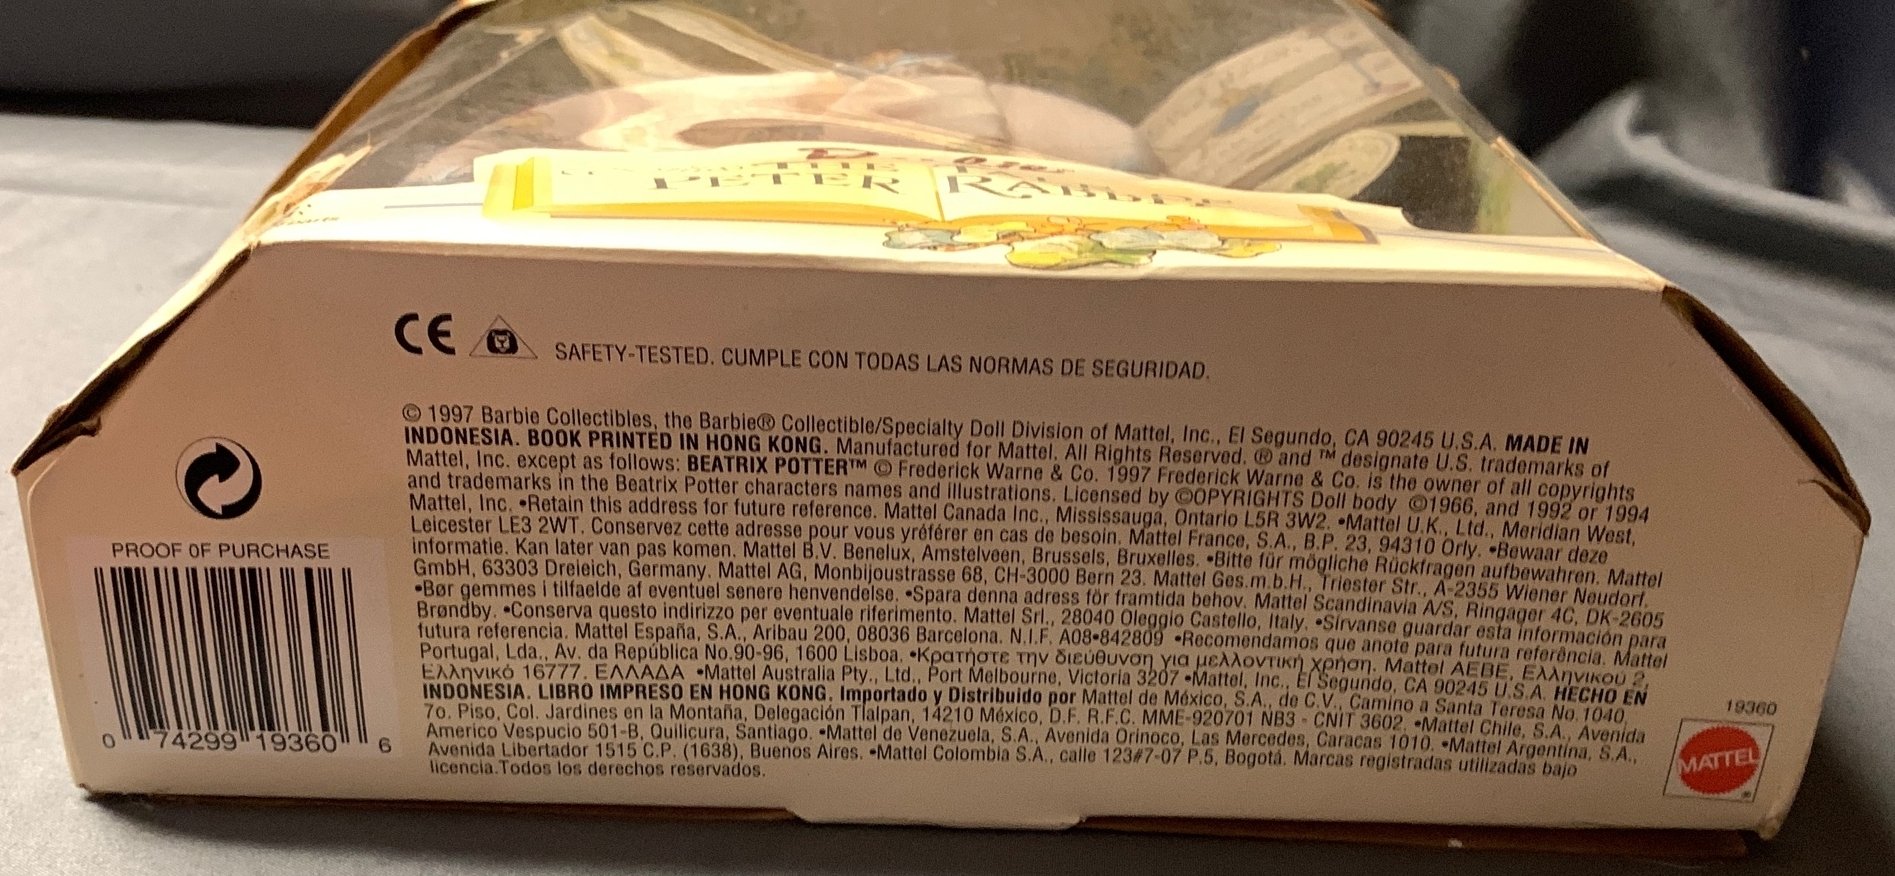 THE
PETER RABBIT
CE
SAFETY-TESTED. CUMPLE CON TODAS LAS NORMAS DE SEGURIDAD.
© 1997 Barbie Collectibles, the Barbie® Collectible/Specialty Doll Division of Mattel, Inc., El Segundo, CA 90245 U.S.A. MADE IN
INDONESIA. BOOK PRINTED IN HONG KONG. Manufactured for Mattel. All Rights Reserved. ® and ™ designate U.S. trademarks of
Mattel, Inc. except as follows: BEATRIX POTTER™ © Frederick Warne & Co. 1997 Frederick Warne & Co. is the owner of all copyrights
and trademarks in the Beatrix Potter characters names and illustrations. Licensed by ©OPYRIGHTS Doll body ©1966, and 1992 or 1994
Mattel, Inc. •Retain this address for future reference. Mattel Canada Inc., Mississauga, Ontario L5R 3W2. •Mattel U.K., Ltd., Meridian West,
Leicester LE3 2WT. Conservez cette adresse pour vous yréférer en cas de besoin. Mattel France, S.A., B.P. 23, 94310 Orly. •Bewaar deze
informatie. Kan later van pas komen. Mattel B.V. Benelux, Amstelveen, Brussels, Bruxelles. •Bitte für mögliche Rückfragen aufbewahren. Mattel
GmbH, 63303 Dreieich, Germany. Mattel AG, Monbijoustrasse 68, CH-3000 Bern 23. Mattel Ges.m.b.H., Triester Str., A-2355 Wiener Neudorf.
•Bør gemmes i tilfaelde af eventuel senere henvendelse. •Spara denna adress för framtida behov. Mattel Scandinavia A/S, Ringager 4C, DK-2605
Brøndby. •Conserva questo indirizzo per eventuale riferimento. Mattel Srl., 28040 Oleggio Castello, Italy. •Sírvanse guardar esta información para
futura referencia. Mattel España, S.A., Aribau 200, 08036 Barcelona. N.I.F. A08•842809 •Recomendamos que anote para futura referência. Mattel
Portugal, Lda., Av. da República No.90-96, 1600 Lisboa. •Κρατήστε την διεύθυνση για μελλοντική χρήση. Mattel AEBE, Ελληνικού 2,
Ελληνικό 16777. ΕΛΛΑΔΑ •Mattel Australia Pty., Ltd., Port Melbourne, Victoria 3207 •Mattel, Inc., El Segundo, CA 90245 U.S.A. HECHO EN
INDONESIA. LIBRO IMPRESO EN HONG KONG. Importado y Distribuido por Mattel de México, S.A., de C.V., Camino a Santa Teresa No.1040,
7o. Piso, Col. Jardines en la Montaña, Delegación Tlalpan, 14210 México, D.F. R.F.C. MME-920701 NB3 - CNIT 3602. •Mattel Chile, S.A., Avenida
Americo Vespucio 501-B, Quilicura, Santiago. •Mattel de Venezuela, S.A., Avenida Orinoco, Las Mercedes, Caracas 1010. •Mattel Argentina, S.A.,
Avenida Libertador 1515 C.P. (1638), Buenos Aires. •Mattel Colombia S.A., calle 123#7-07 P.5, Bogotá. Marcas registradas utilizadas bajo
licencia.Todos los derechos reservados.
PROOF OF PURCHASE
0 74299 19360 6
19360
MATTEL